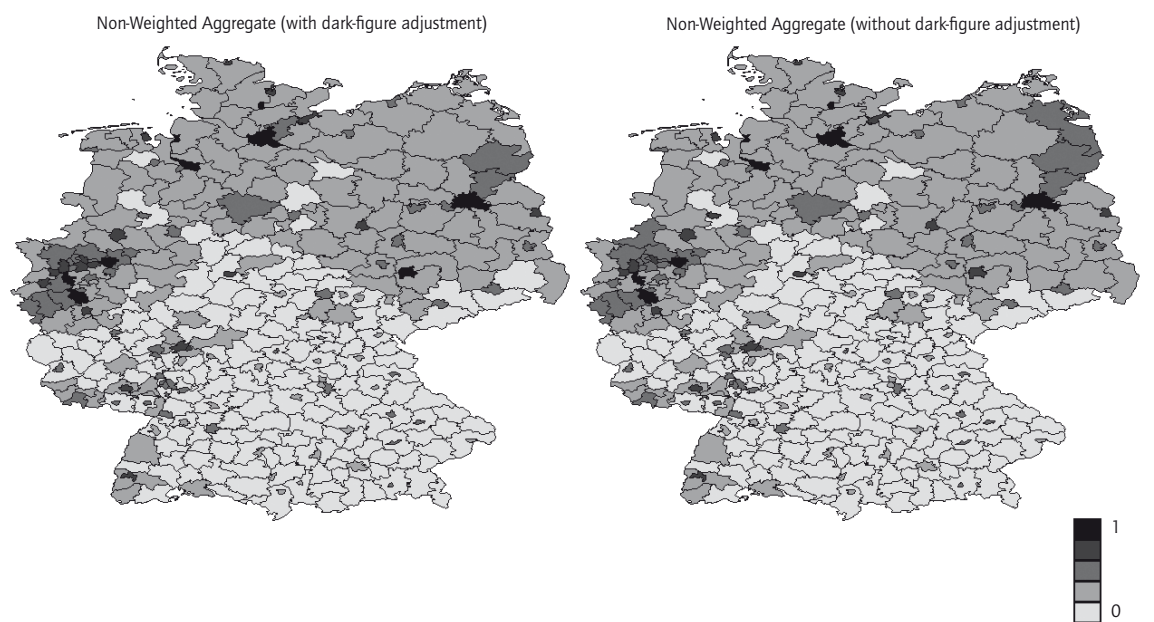 Non-Weighted Aggregate (with dark-figure adjustment)
Non-Weighted Aggregate (without dark-figure adjustment)
1
0